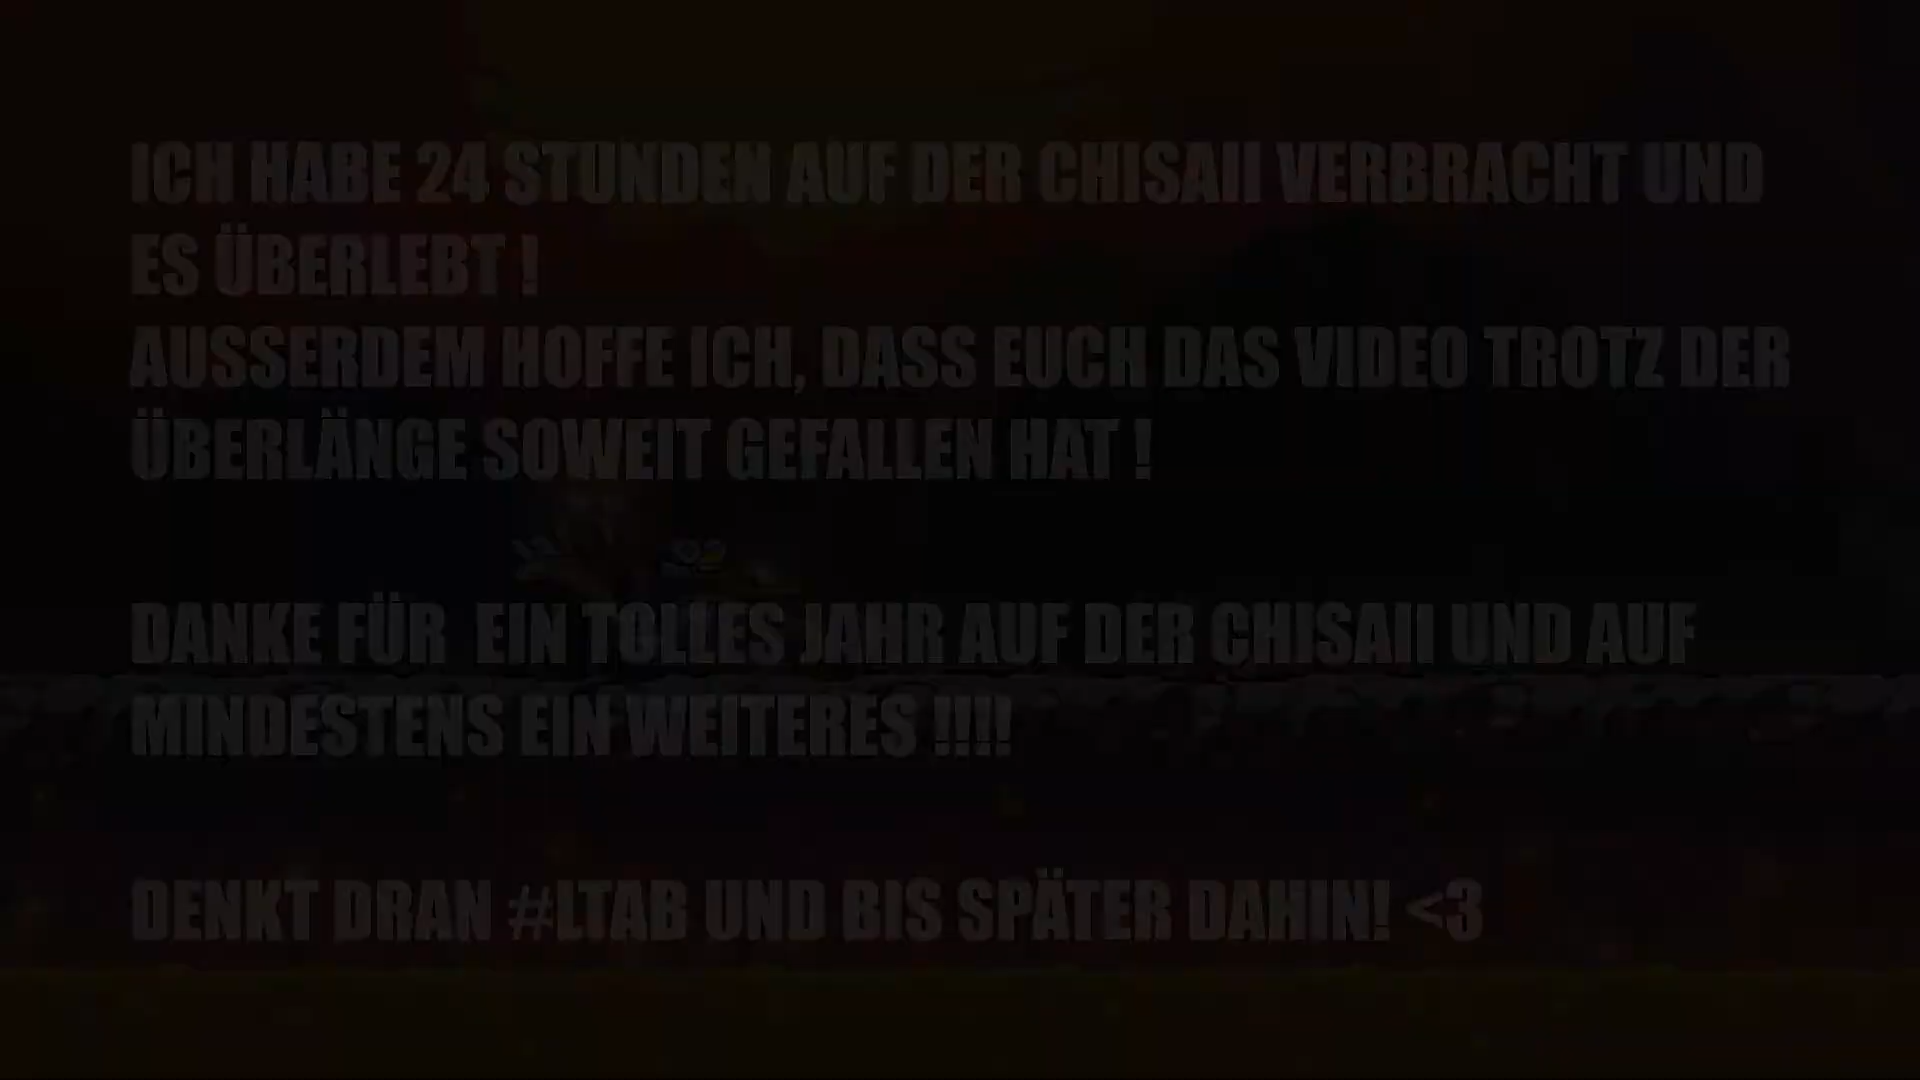 ICH HABE 24 STUNDEN AUF DER CHISAII VERBRACHT UND
ES ÜBERLEBT !
AUSSERDEM HOFFE ICH, DASS EUCH DAS VIDEO TROTZ DER
ÜBERLÄNGE SOWEIT GEFALLEN HAT !
DANKE FÜR EIN TOLLES JAHR AUF DER CHISAII UND AUF
MINDESTENS EIN WEITERES !!!!
DENKT DRAN #LTAB UND BIS SPÄTER DAHIN! <3